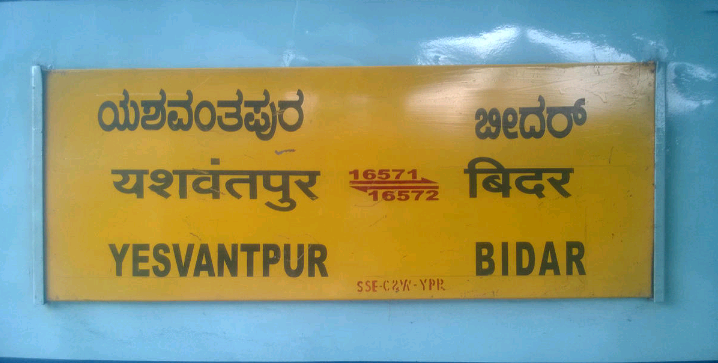 ಯಶವಂತಪುರ ಬೀದರ್
यशवंतपुर 16571 बिदर
16572
YESVANTPUR BIDAR
SSE-C&W-YPR